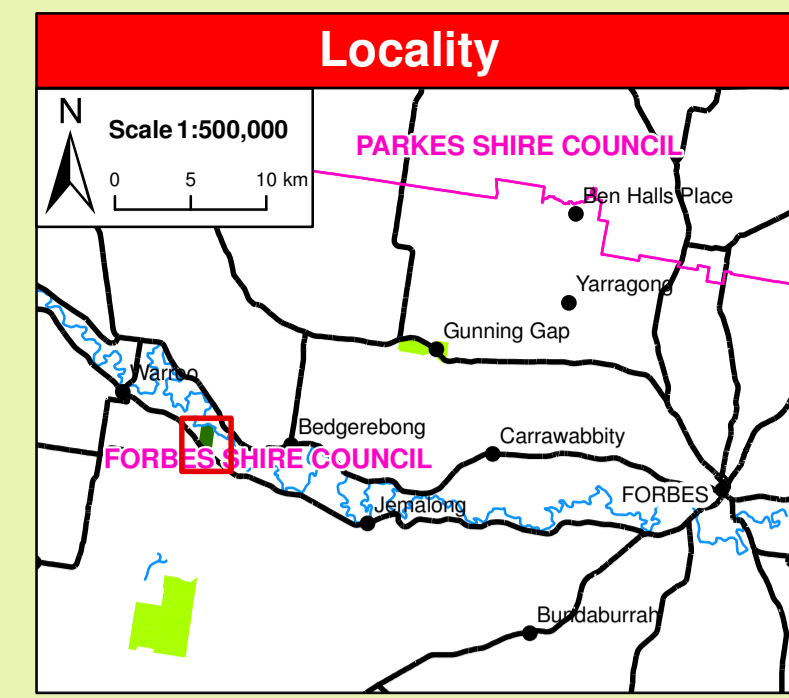 Locality
N
Scale 1:500,000
0 5 10 km
PARKES SHIRE COUNCIL
Ben Halls Place
Yarragong
Gunning Gap
Warroo
Bedgerebong
Carrawabbity
FORBES SHIRE COUNCIL
FORBES
Jemalong
Bundaburrah